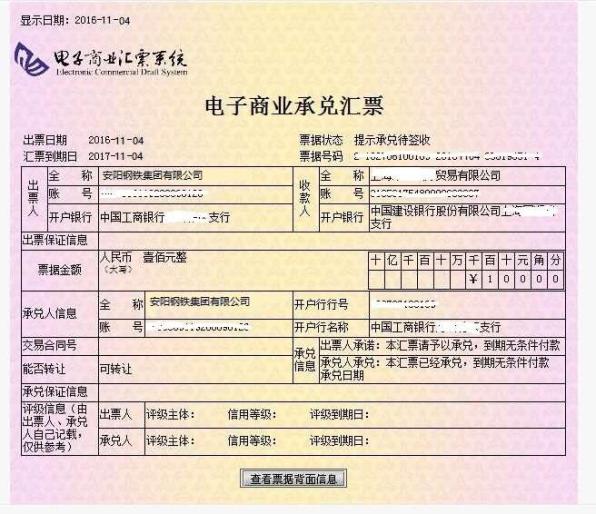 显示日期：2016-11-04
电子商业汇票系统
Electronic Commercial Draft System
电子商业承兑汇票
出票日期 2016-11-04 票据状态 提示承兑待签收
汇票到期日 2017-11-04 票据号码
出票人 全称 安阳钢铁集团有限公司 收款人 全称 贸易有限公司
账号 账号
开户银行 中国工商银行 支行 开户银行 中国建设银行股份有限公司
支行
出票保证信息
票据金额 人民币 壹佰元整 十亿千百十万千百十元角分
（大写） ￥10000
承兑人信息 全称 安阳钢铁集团有限公司 开户行行号
账号 开户行名称 中国工商银行 支行
交易合同号 承兑信息 出票人承诺：本汇票请予以承兑，到期无条件付款
能否转让 可转让 承兑人承兑：本汇票已经承兑，到期无条件付款
承兑日期
承兑保证信息
评级信息（由出票人、承兑人自己记载，仅供参考） 出票人 评级主体： 信用等级： 评级到期日：
承兑人 评级主体： 信用等级： 评级到期日：
查看票据背面信息